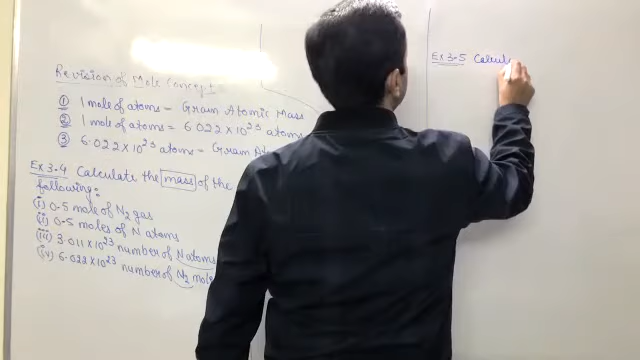 Revision of Mole Concept
① 1 mole of atoms = Gram Atomic Mass
② 1 mole of atoms = 6.022 × 10²³ atoms
③ 6.022 × 10²³ atoms = Gram
Ex 3.4 Calculate the mass of the
following:
(i) 0.5 mole of N₂ gas
(ii) 0.5 moles of N atoms
(iii) 3.011×10²³ number of N atoms
(iv) 6.022×10²³ number of N₂ mole
Ex 3.5 Calcul